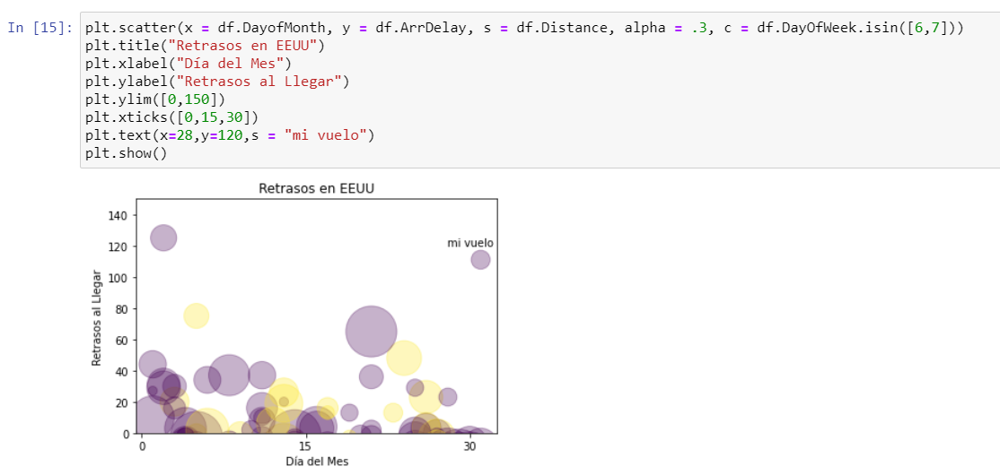 In [15]: plt.scatter(x = df.DayofMonth, y = df.ArrDelay, s = df.Distance, alpha = .3, c = df.DayOfWeek.isin([6,7]))
plt.title("Retrasos en EEUU")
plt.xlabel("Día del Mes")
plt.ylabel("Retrasos al Llegar")
plt.ylim([0,150])
plt.xticks([0,15,30])
plt.text(x=28,y=120,s = "mi vuelo")
plt.show()
Retrasos en EEUU
140
120
100
80
60
40
20
0
Retrasos al Llegar
mi vuelo
0 15 30
Día del Mes